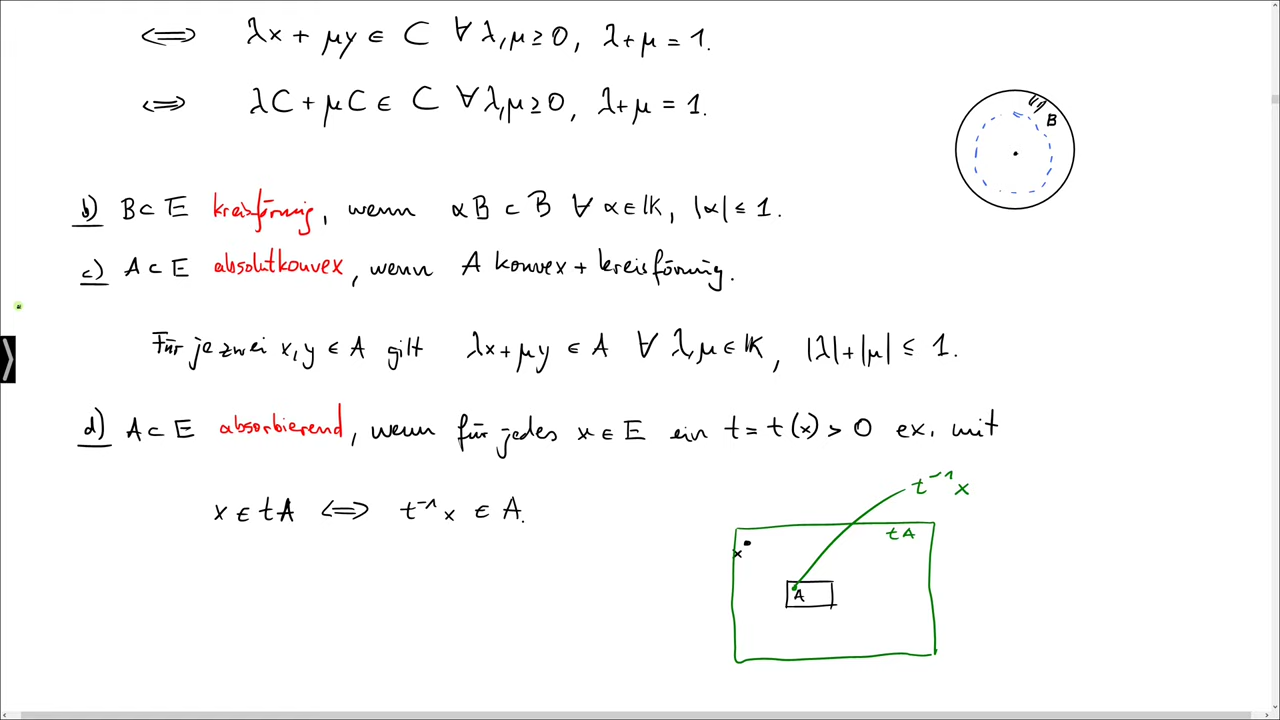 ⟺ λx + μy ∈ C ∀ λ,μ ≥ 0, λ+μ = 1.
⟺ λC + μC ∈ C ∀ λ,μ ≥ 0, λ+μ = 1.
B
b) B ⊂ E kreisförmig, wenn αB ⊂ B ∀ α ∈ K, |α| ≤ 1.
c) A ⊂ E absolutkonvex, wenn A konvex + kreisförmig.
Für je zwei x,y ∈ A gilt λx+μy ∈ A ∀ λ,μ ∈ K, |λ|+|μ| ≤ 1.
d) A ⊂ E absorbierend, wenn für jedes x ∈ E ein t = t(x) > 0 ex. mit
x ∈ tA ⟺ t⁻¹x ∈ A.
t⁻¹x
tA
x
A